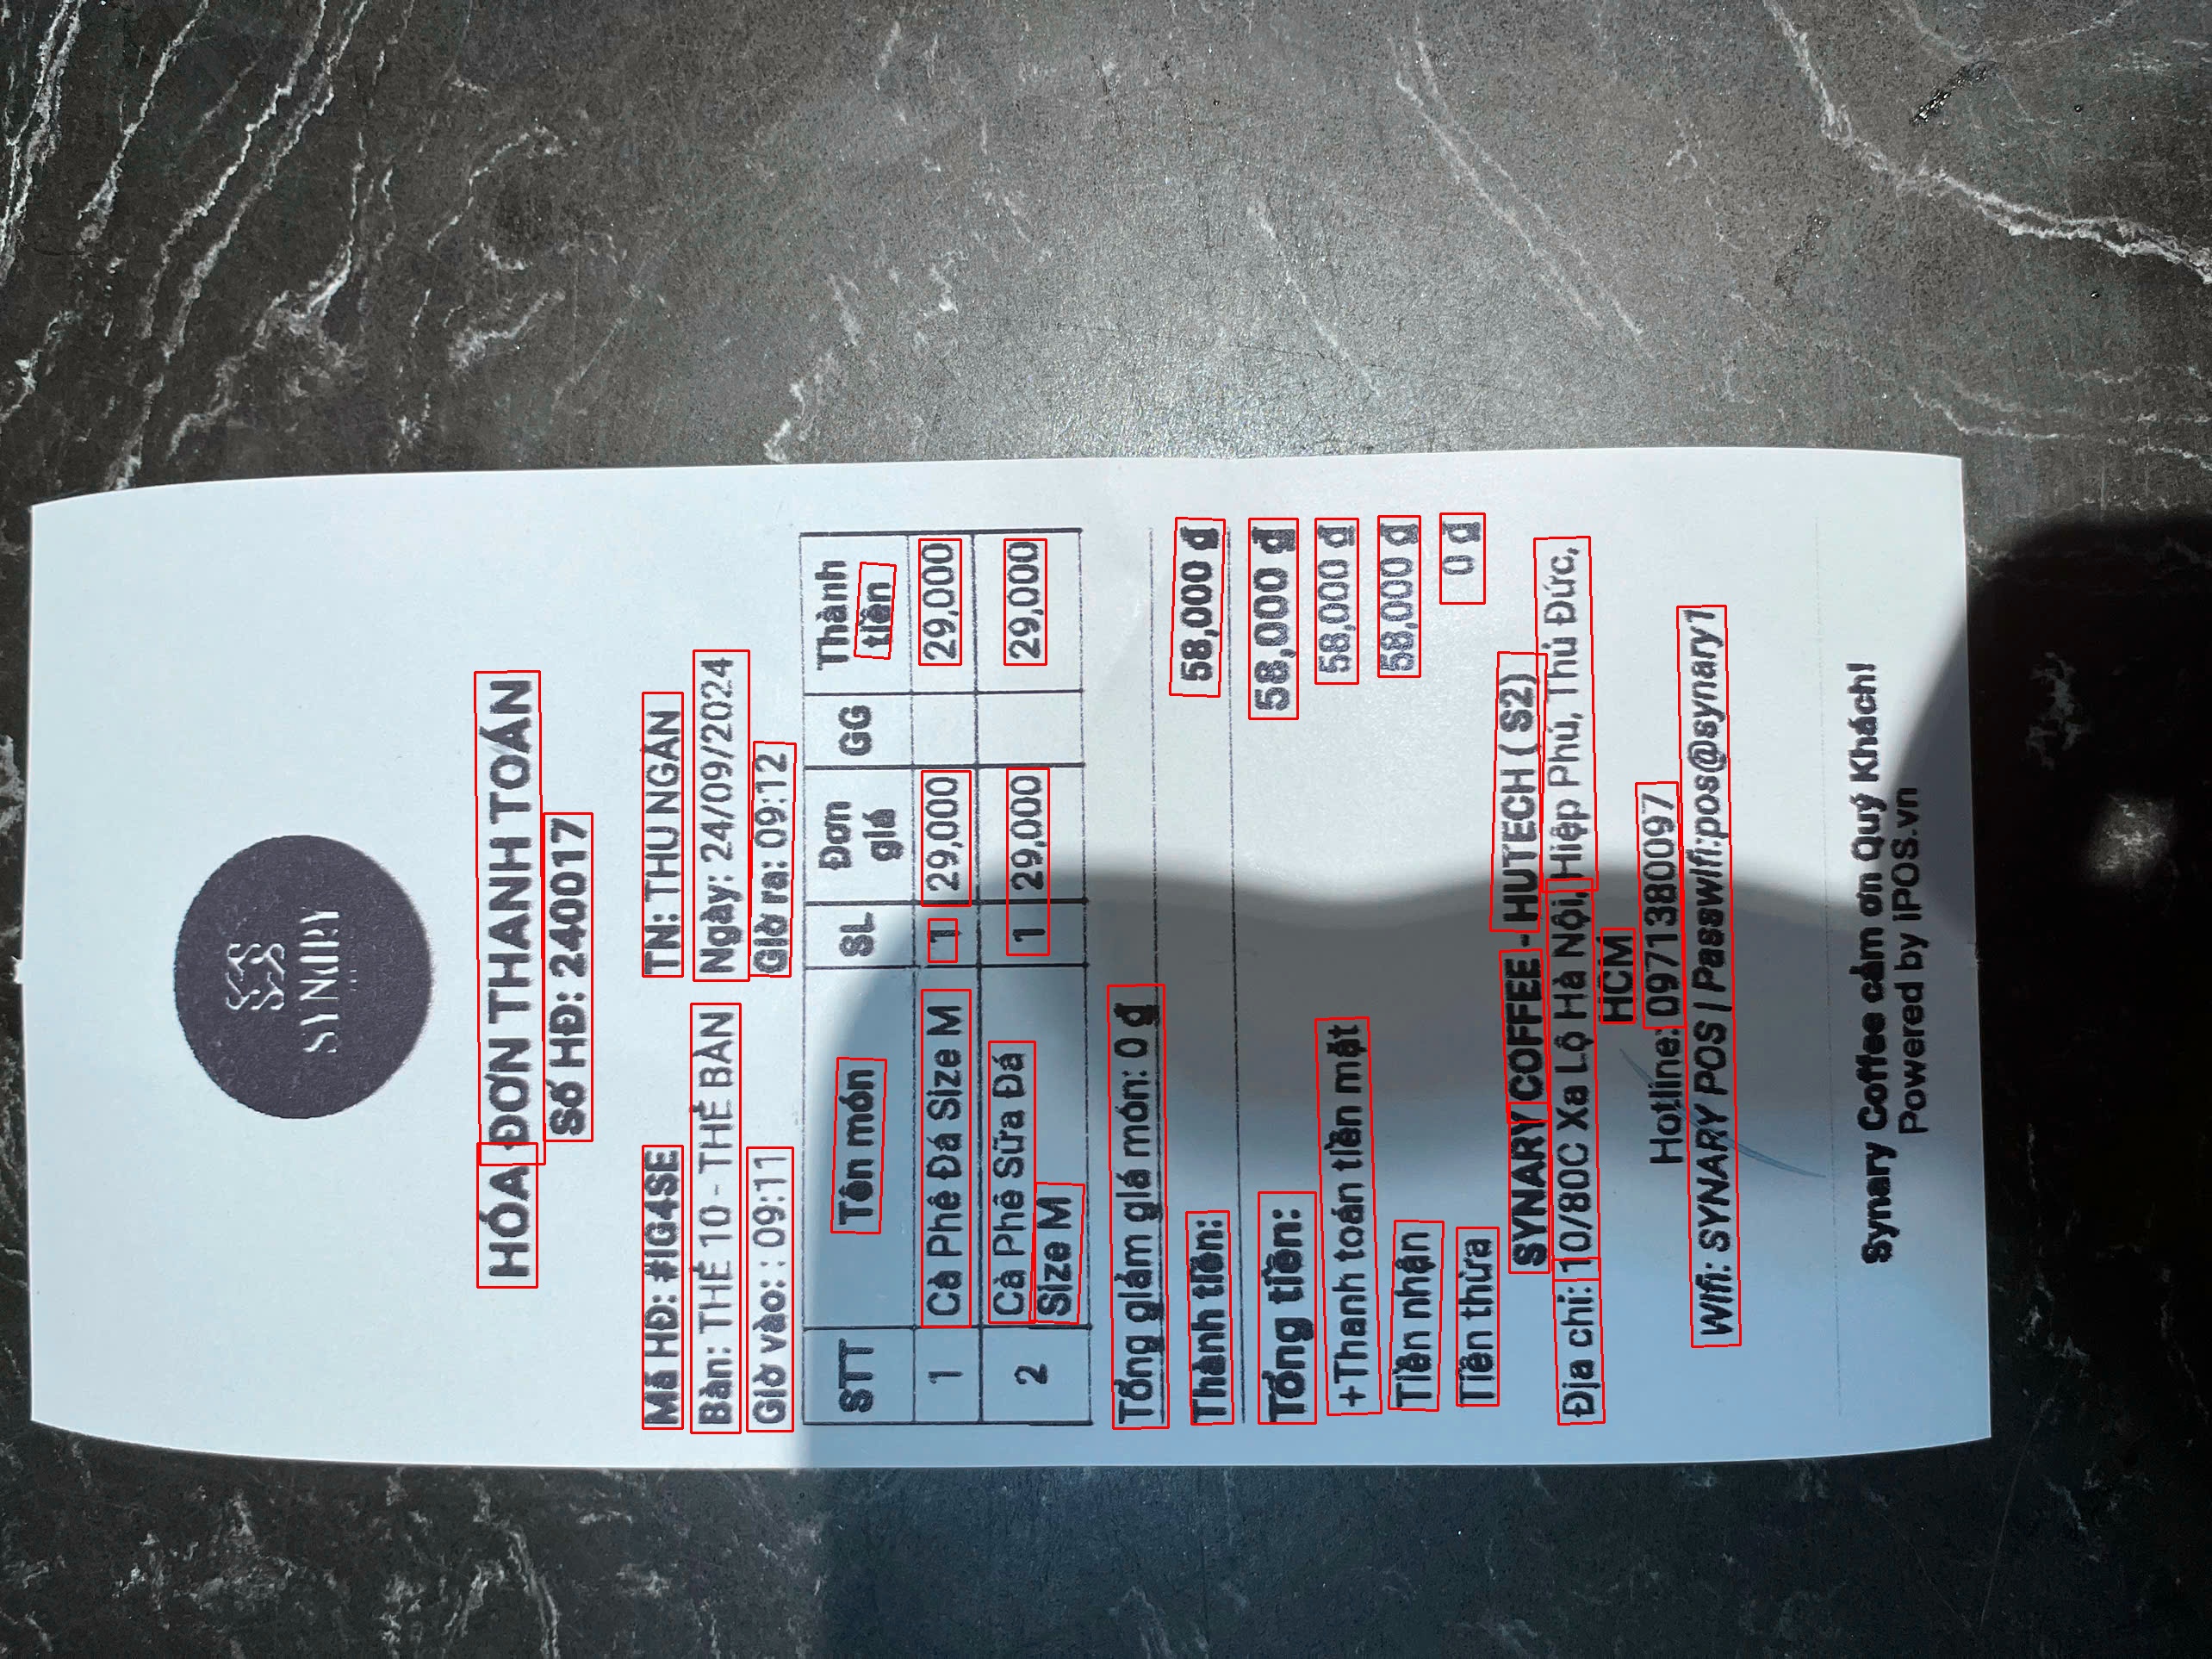 SYNARY
HÓA ĐƠN THANH TOÁN
Số HĐ: 240017
Mã HĐ: #IG4SE TN: THU NGÂN
Bàn: THẺ 10 - THẺ BÀN Ngày: 24/09/2024
Giờ vào: : 09:11 Giờ ra: 09:12
STT Tên món SL Đơn giá GG Thành tiền
1 Cà Phê Đá Size M 1 29,000 29,000
2 Cà Phê Sữa Đá Size M 1 29,000 29,000
Tổng giảm giá món: 0 đ
Thành tiền: 58,000 đ
Tổng tiền: 58,000 đ
+Thanh toán tiền mặt 58,000 đ
Tiền nhận 58,000 đ
Tiền thừa 0 đ
SYNARY COFFEE - HUTECH ( S2)
Địa chỉ: 10/80C Xa Lộ Hà Nội, Hiệp Phú, Thủ Đức,
HCM
Hotline: 0971380097
Wifi: SYNARY POS | Passwifi:pos@synary1
Synary Coffee cảm ơn Quý Khách!
Powered by iPOS.vn